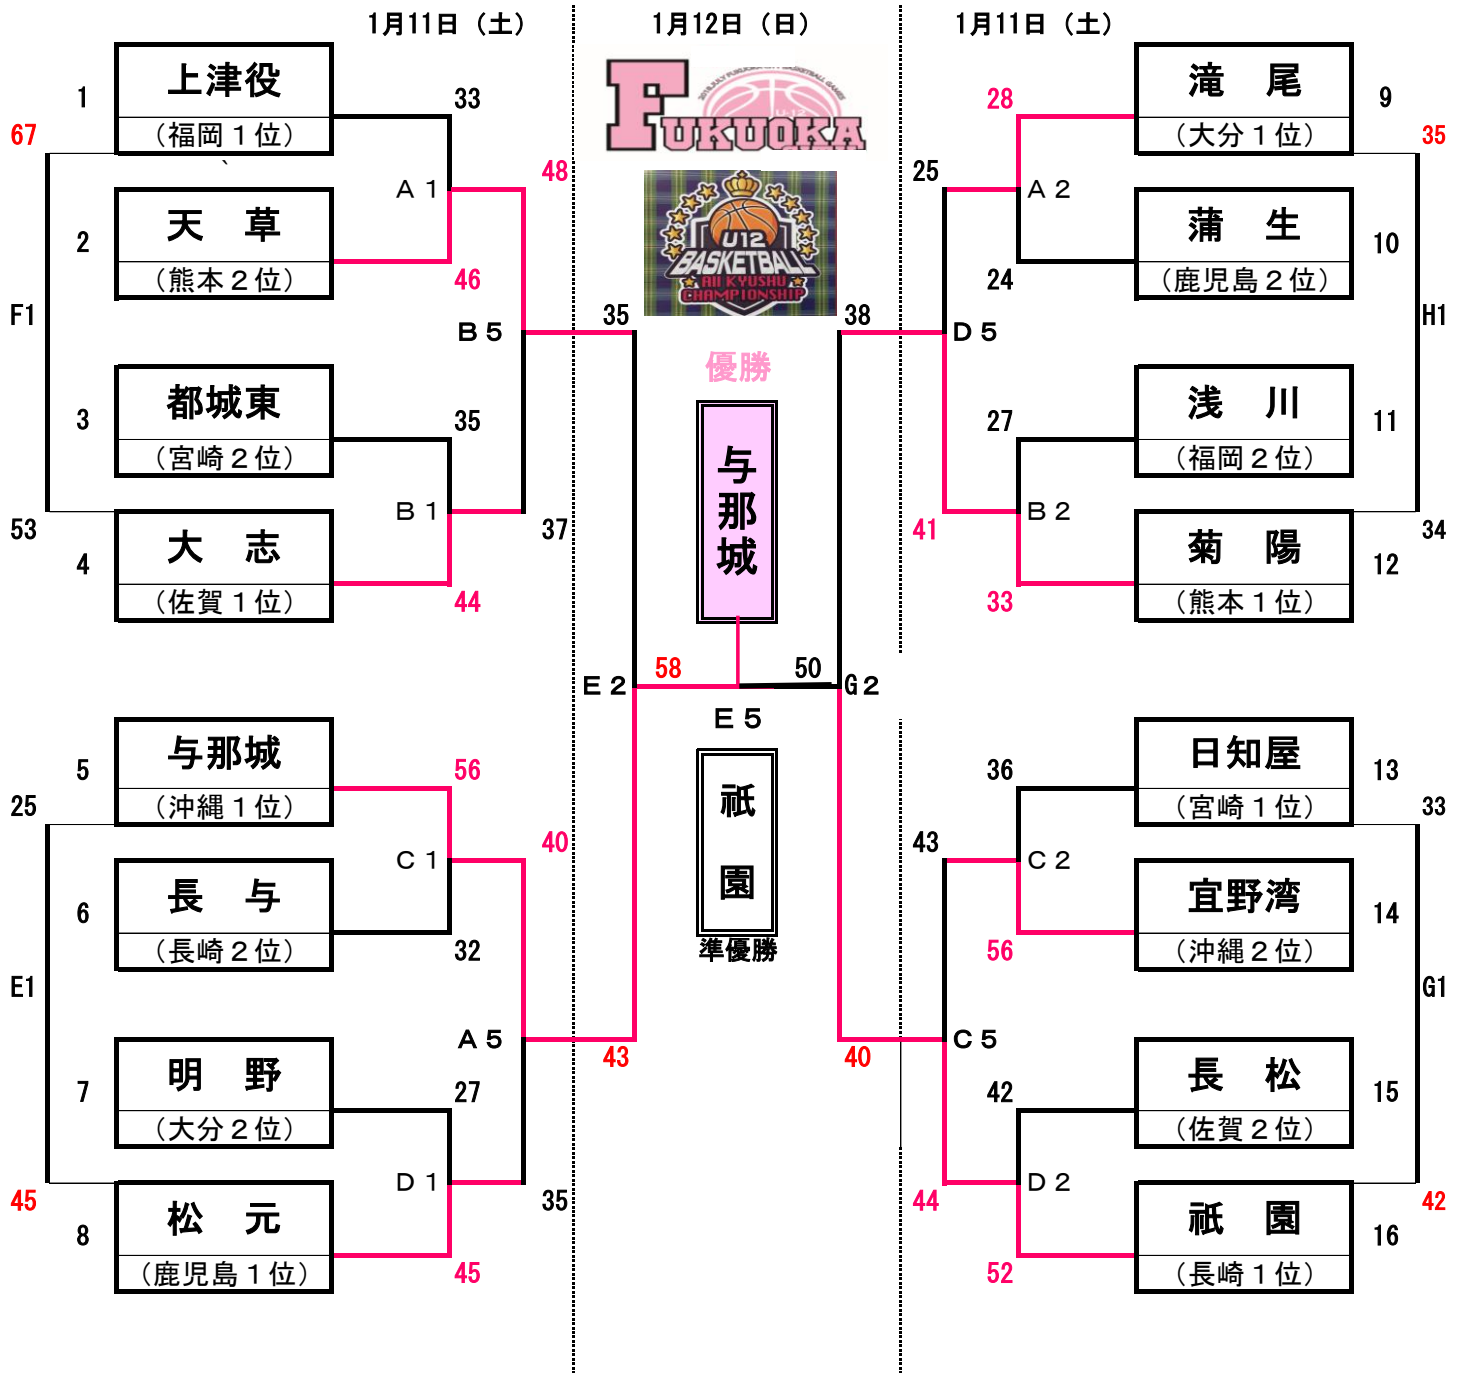 1月11日（土）
1月12日（日）
1月11日（土）
1
上津役
（福岡１位）
、
33
67
A 1
48
2
天　草
（熊本２位）
46
F1
B 5
35
3
都城東
（宮崎２位）
35
B 1
37
53
4
大　志
（佐賀１位）
44
5
与那城
（沖縄１位）
56
25
C 1
40
6
長　与
（長崎２位）
32
E1
A 5
43
7
明　野
（大分２位）
27
D 1
35
45
8
松　元
（鹿児島１位）
45
FUKUOKA
U12
BASKETBALL
All KYUSHU
CHAMPIONSHIP
優勝
与那城
E 2
58
50
G2
E 5
祇園
準優勝
28
滝　尾
（大分１位）
9
35
25
A 2
蒲　生
（鹿児島２位）
10
24
38
D 5
H1
27
浅　川
（福岡２位）
11
41
B 2
菊　陽
（熊本１位）
12
34
33
36
日知屋
（宮崎１位）
13
33
43
C 2
宜野湾
（沖縄２位）
14
56
G1
40
C 5
42
長　松
（佐賀２位）
15
44
D 2
祇　園
（長崎１位）
16
42
52